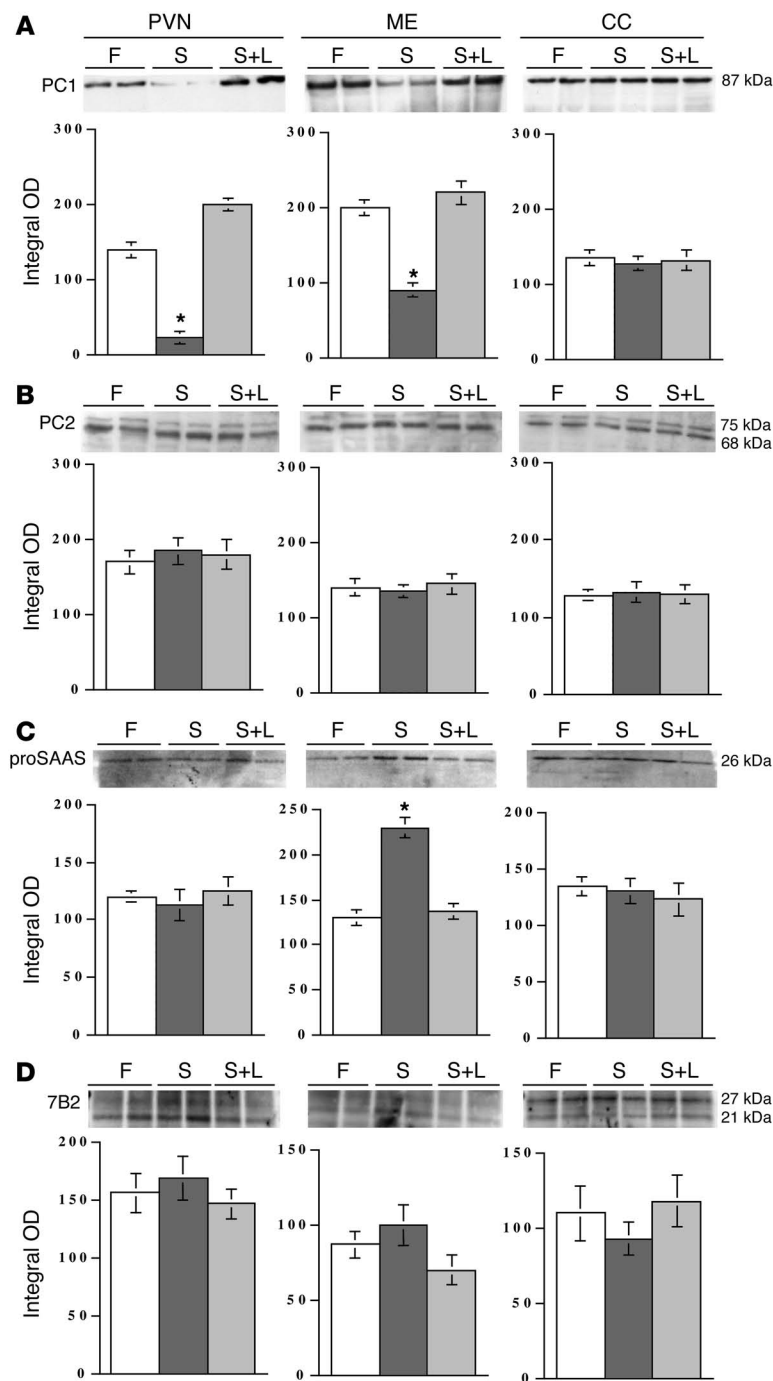 A PVN ME CC
F S S+L F S S+L F S S+L
PC1 87 kDa
300 300 300
200 200 200
100 100 100
0 0 0
Integral OD
* *
B F S S+L F S S+L F S S+L
PC2 75 kDa
68 kDa
300 300 300
200 200 200
100 100 100
0 0 0
Integral OD
C F S S+L F S S+L F S S+L
proSAAS 26 kDa
200 250 200
150 200 150
100 150 100
50 100 50
0 50 0
0
Integral OD
*
D F S S+L F S S+L F S S+L
7B2 27 kDa
21 kDa
200 150 150
150 100 100
100 50 50
50 0 0
0
Integral OD